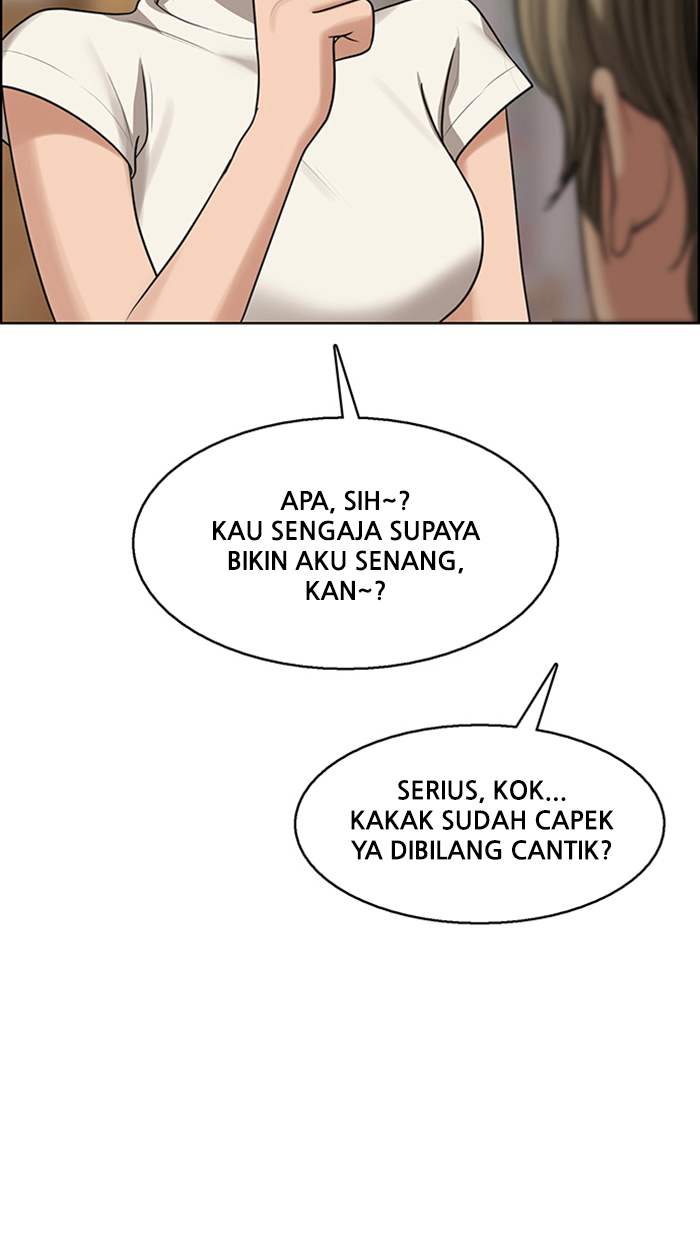 APA, SIH~?
KAU SENGAJA SUPAYA
BIKIN AKU SENANG,
KAN~?
SERIUS, KOK...
KAKAK SUDAH CAPEK
YA DIBILANG CANTIK?